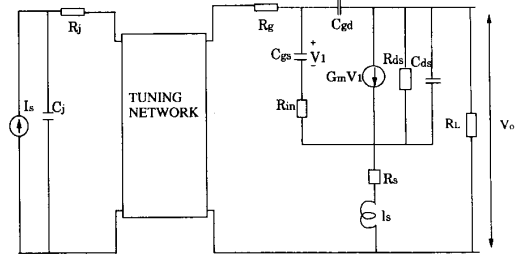 Rj
Rg
Cgd
Cgs
+
V1
-
GmV1
Rds
Cds
Is
Cj
TUNING
NETWORK
Rin
RL
Vo
Rs
ls